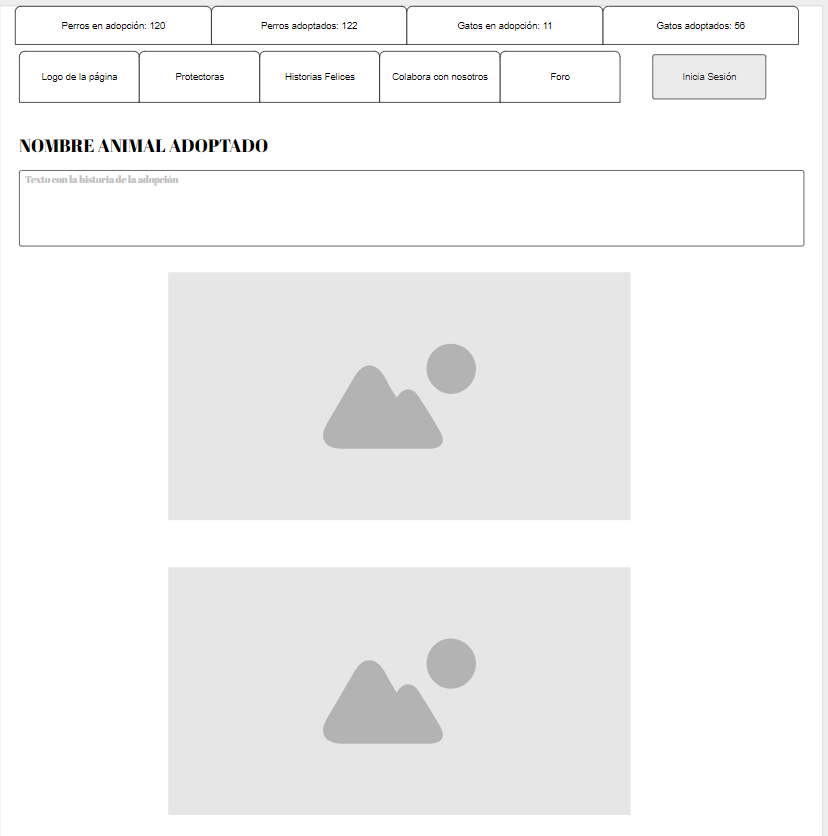 Perros en adopción: 120
Perros adoptados: 122
Gatos en adopción: 11
Gatos adoptados: 56
Logo de la página
Protectoras
Historias Felices
Colabora con nosotros
Foro
Inicia Sesión
NOMBRE ANIMAL ADOPTADO
Texto con la historia de la adopción